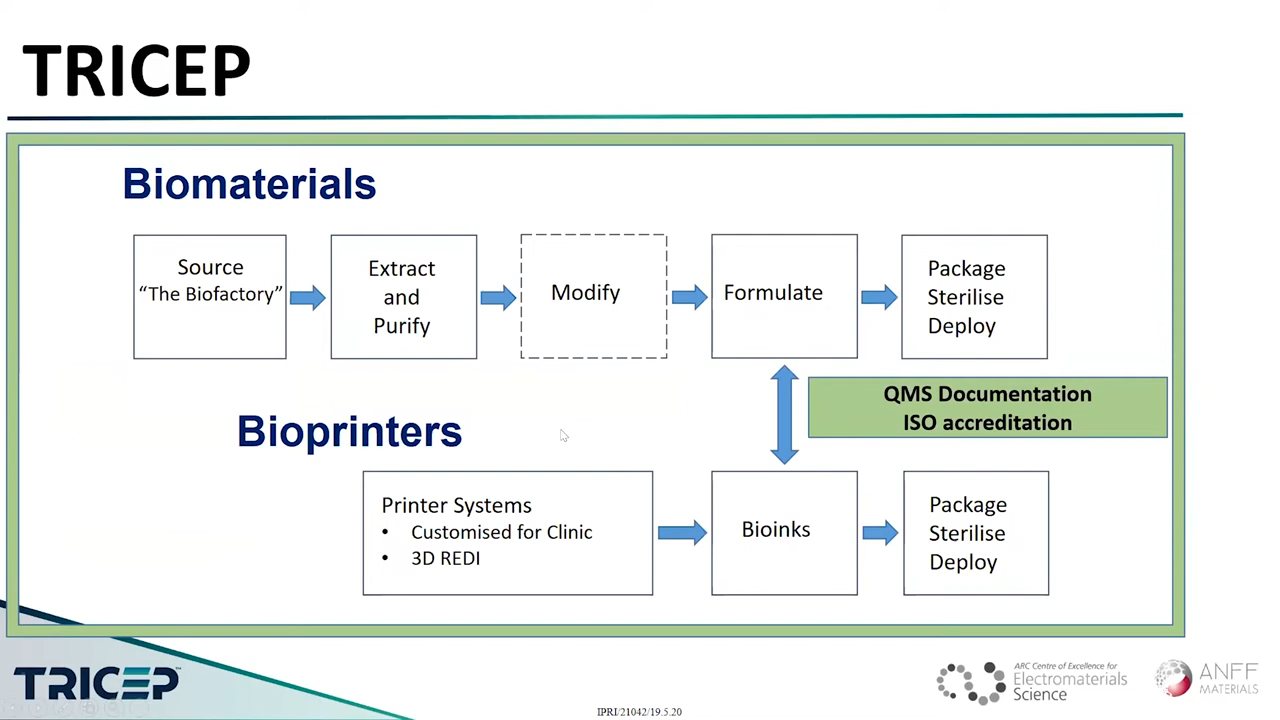 TRICEP
Biomaterials
Source
“The Biofactory”
Extract
and
Purify
Modify
Formulate
Package
Sterilise
Deploy
QMS Documentation
ISO accreditation
Bioprinters
Printer Systems
• Customised for Clinic
• 3D REDI
Bioinks
Package
Sterilise
Deploy
TRICEP™
IPRI/21042/19.5.20
ARC Centre of Excellence for
Electromaterials
Science
ANFF
MATERIALS